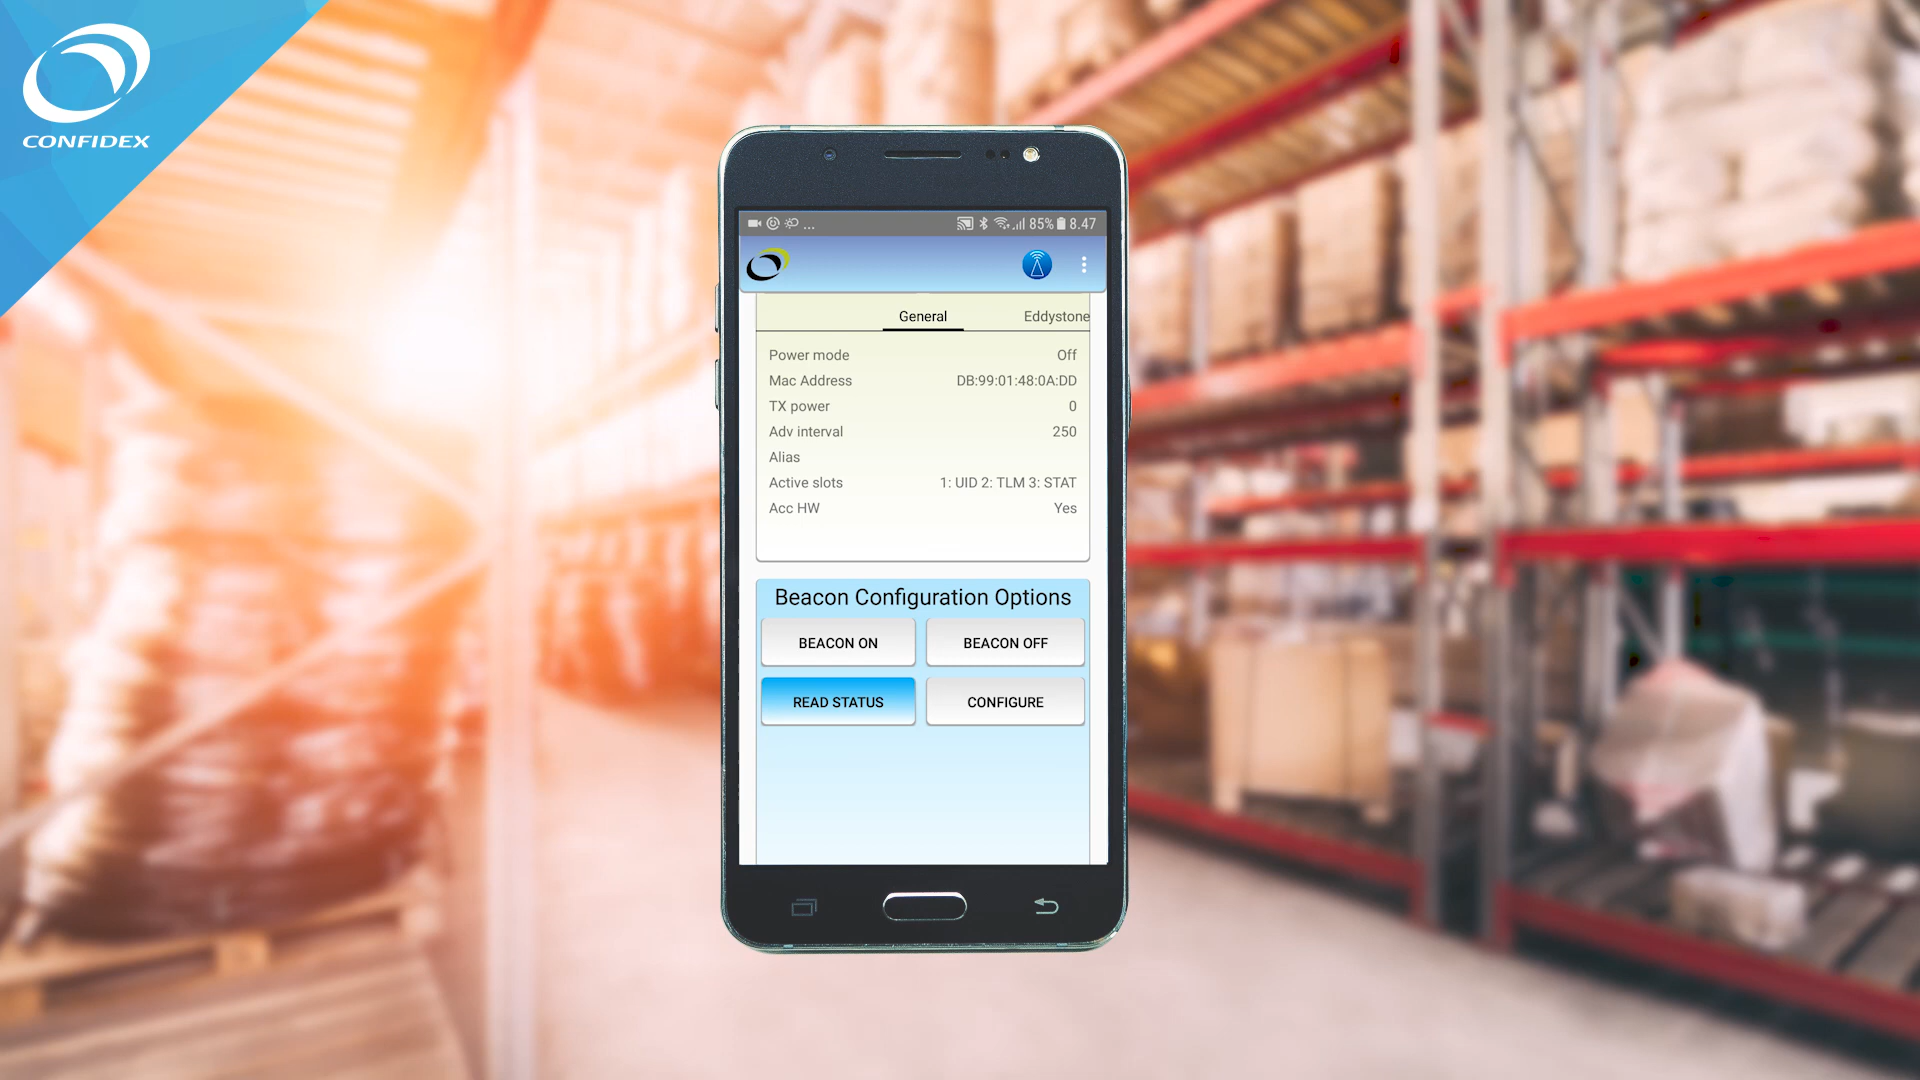 CONFIDEX
... 85% 8.47
General Eddystone
Power mode Off
Mac Address DB:99:01:48:0A:DD
TX power 0
Adv interval 250
Alias
Active slots 1: UID 2: TLM 3: STAT
Acc HW Yes
Beacon Configuration Options
BEACON ON BEACON OFF
READ STATUS CONFIGURE